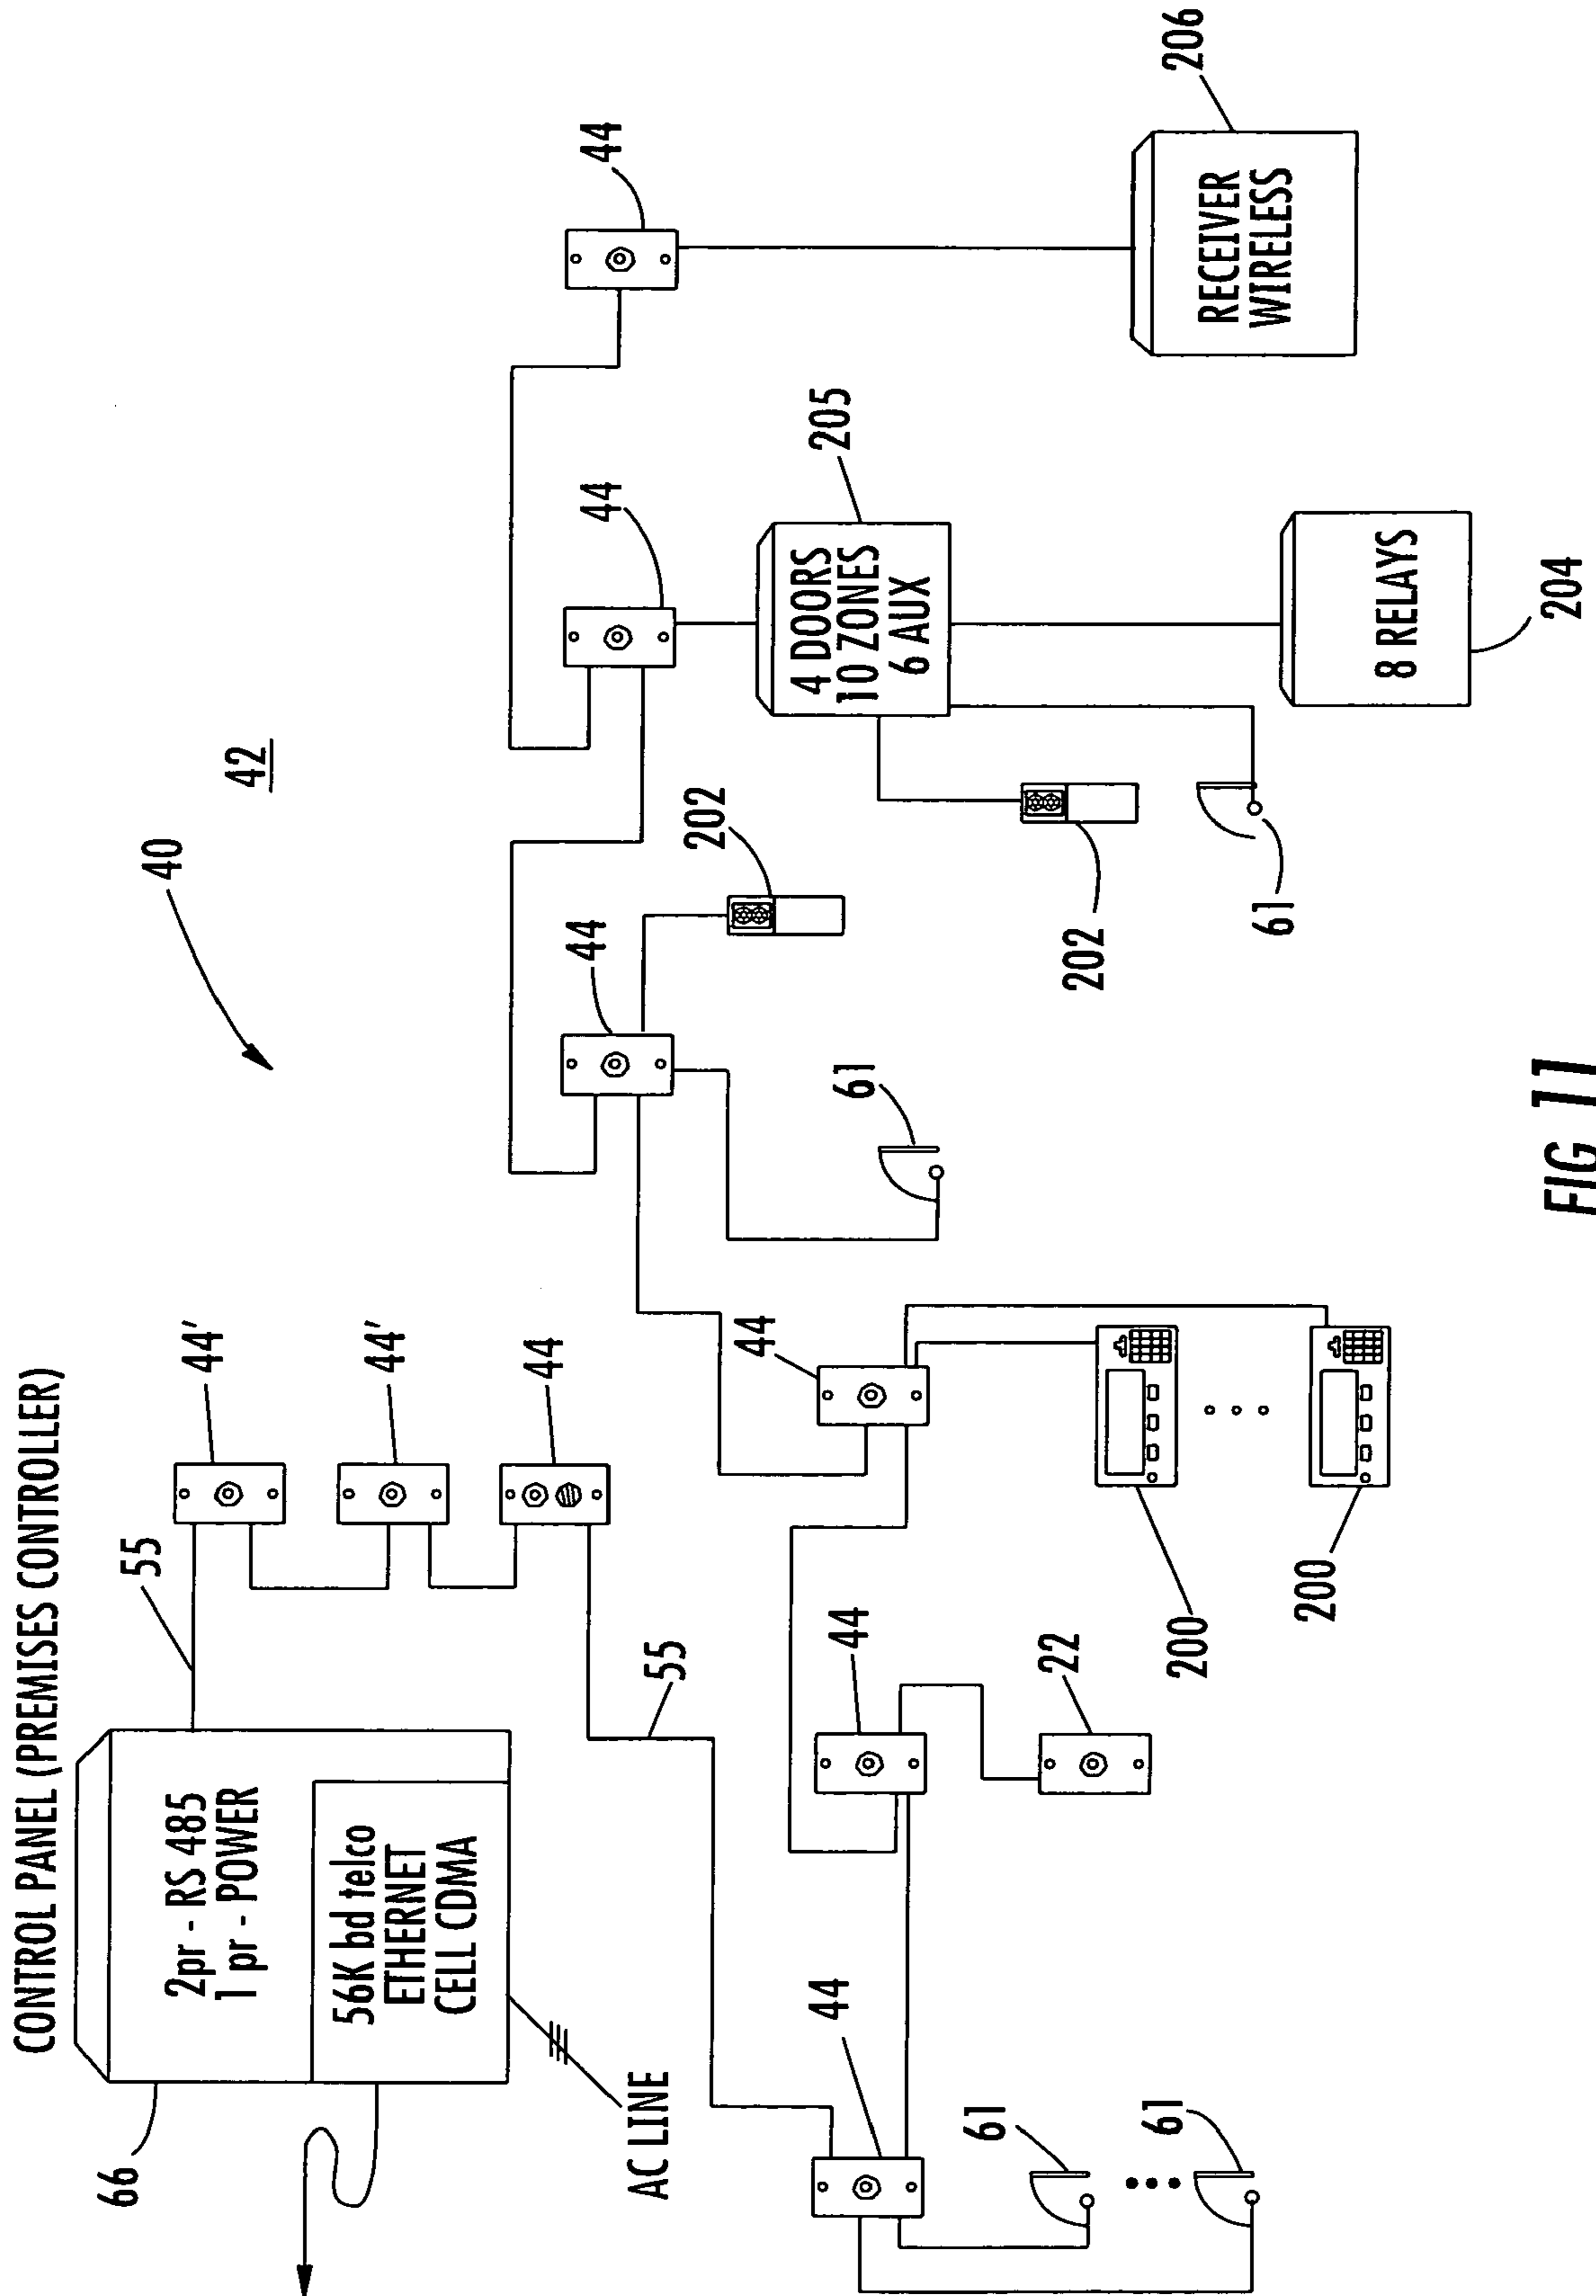 CONTROL PANEL (PREMISES CONTROLLER)
66
2pr - RS 485
1 pr - POWER
56K bd telco
ETHERNET
CELL CDMA
AC LINE
55
44'
44'
44
55
40
42
44
61
61
44
22
44
200
200
44
61
202
44
205
4 DOORS
10 ZONES
6 AUX
202
61
8 RELAYS
204
44
206
RECEIVER
WIRELESS
FIG 11